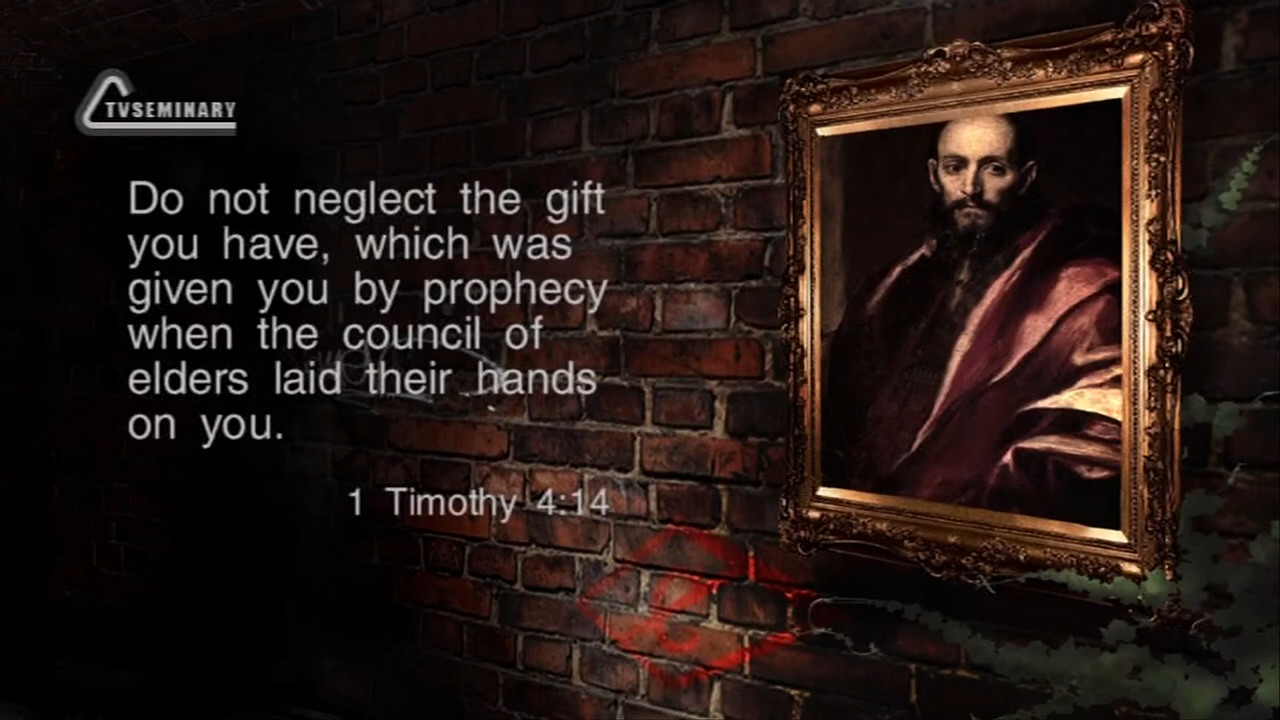 TVSEMINARY
Do not neglect the gift
you have, which was
given you by prophecy
when the council of
elders laid their hands
on you.
1 Timothy 4:14